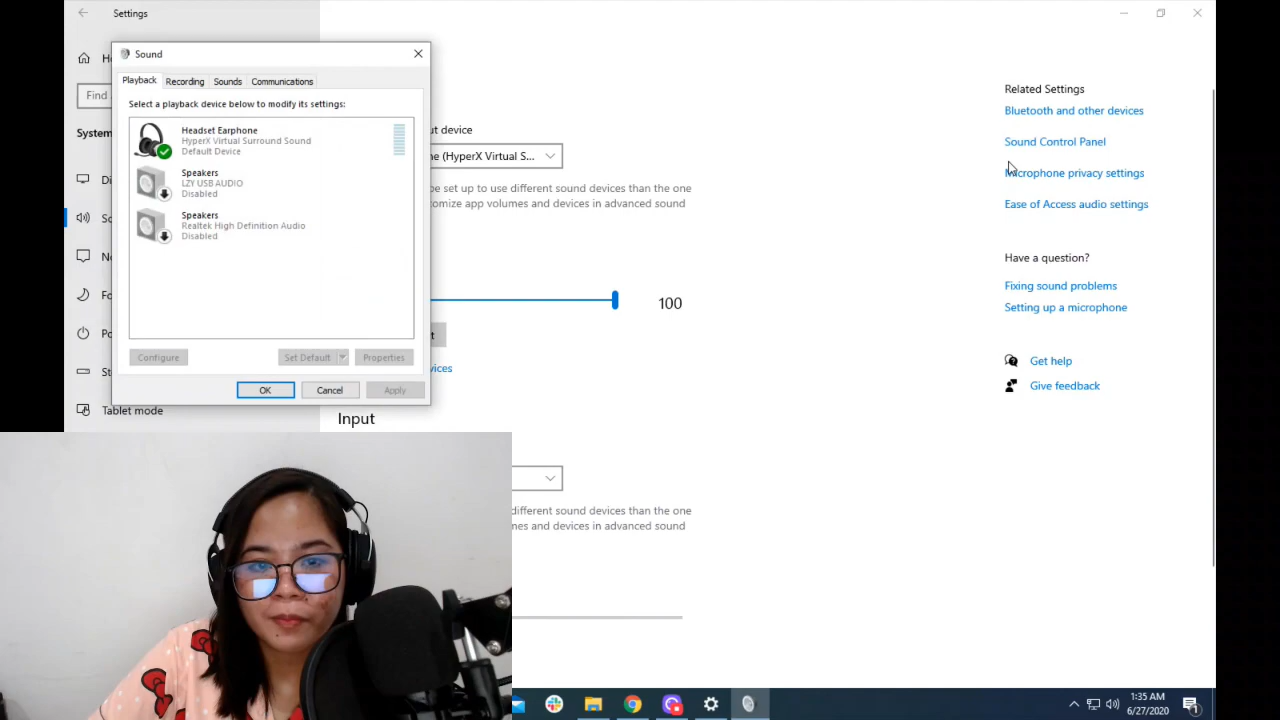 Settings
Sound
Playback
Recording
Sounds
Communications
Select a playback device below to modify its settings:
Headset Earphone
HyperX Virtual Surround Sound
Default Device
Speakers
LZY USB AUDIO
Disabled
Speakers
Realtek High Definition Audio
Disabled
Configure
Set Default
Properties
OK
Cancel
Apply
Find
System
Tablet mode
ut device
e (HyperX Virtual S...
be set up to use different sound devices than the one
tomize app volumes and devices in advanced sound
100
t
vices
Input
different sound devices than the one
mes and devices in advanced sound
Related Settings
Bluetooth and other devices
Sound Control Panel
Microphone privacy settings
Ease of Access audio settings
Have a question?
Fixing sound problems
Setting up a microphone
Get help
Give feedback
1:35 AM
6/27/2020
1